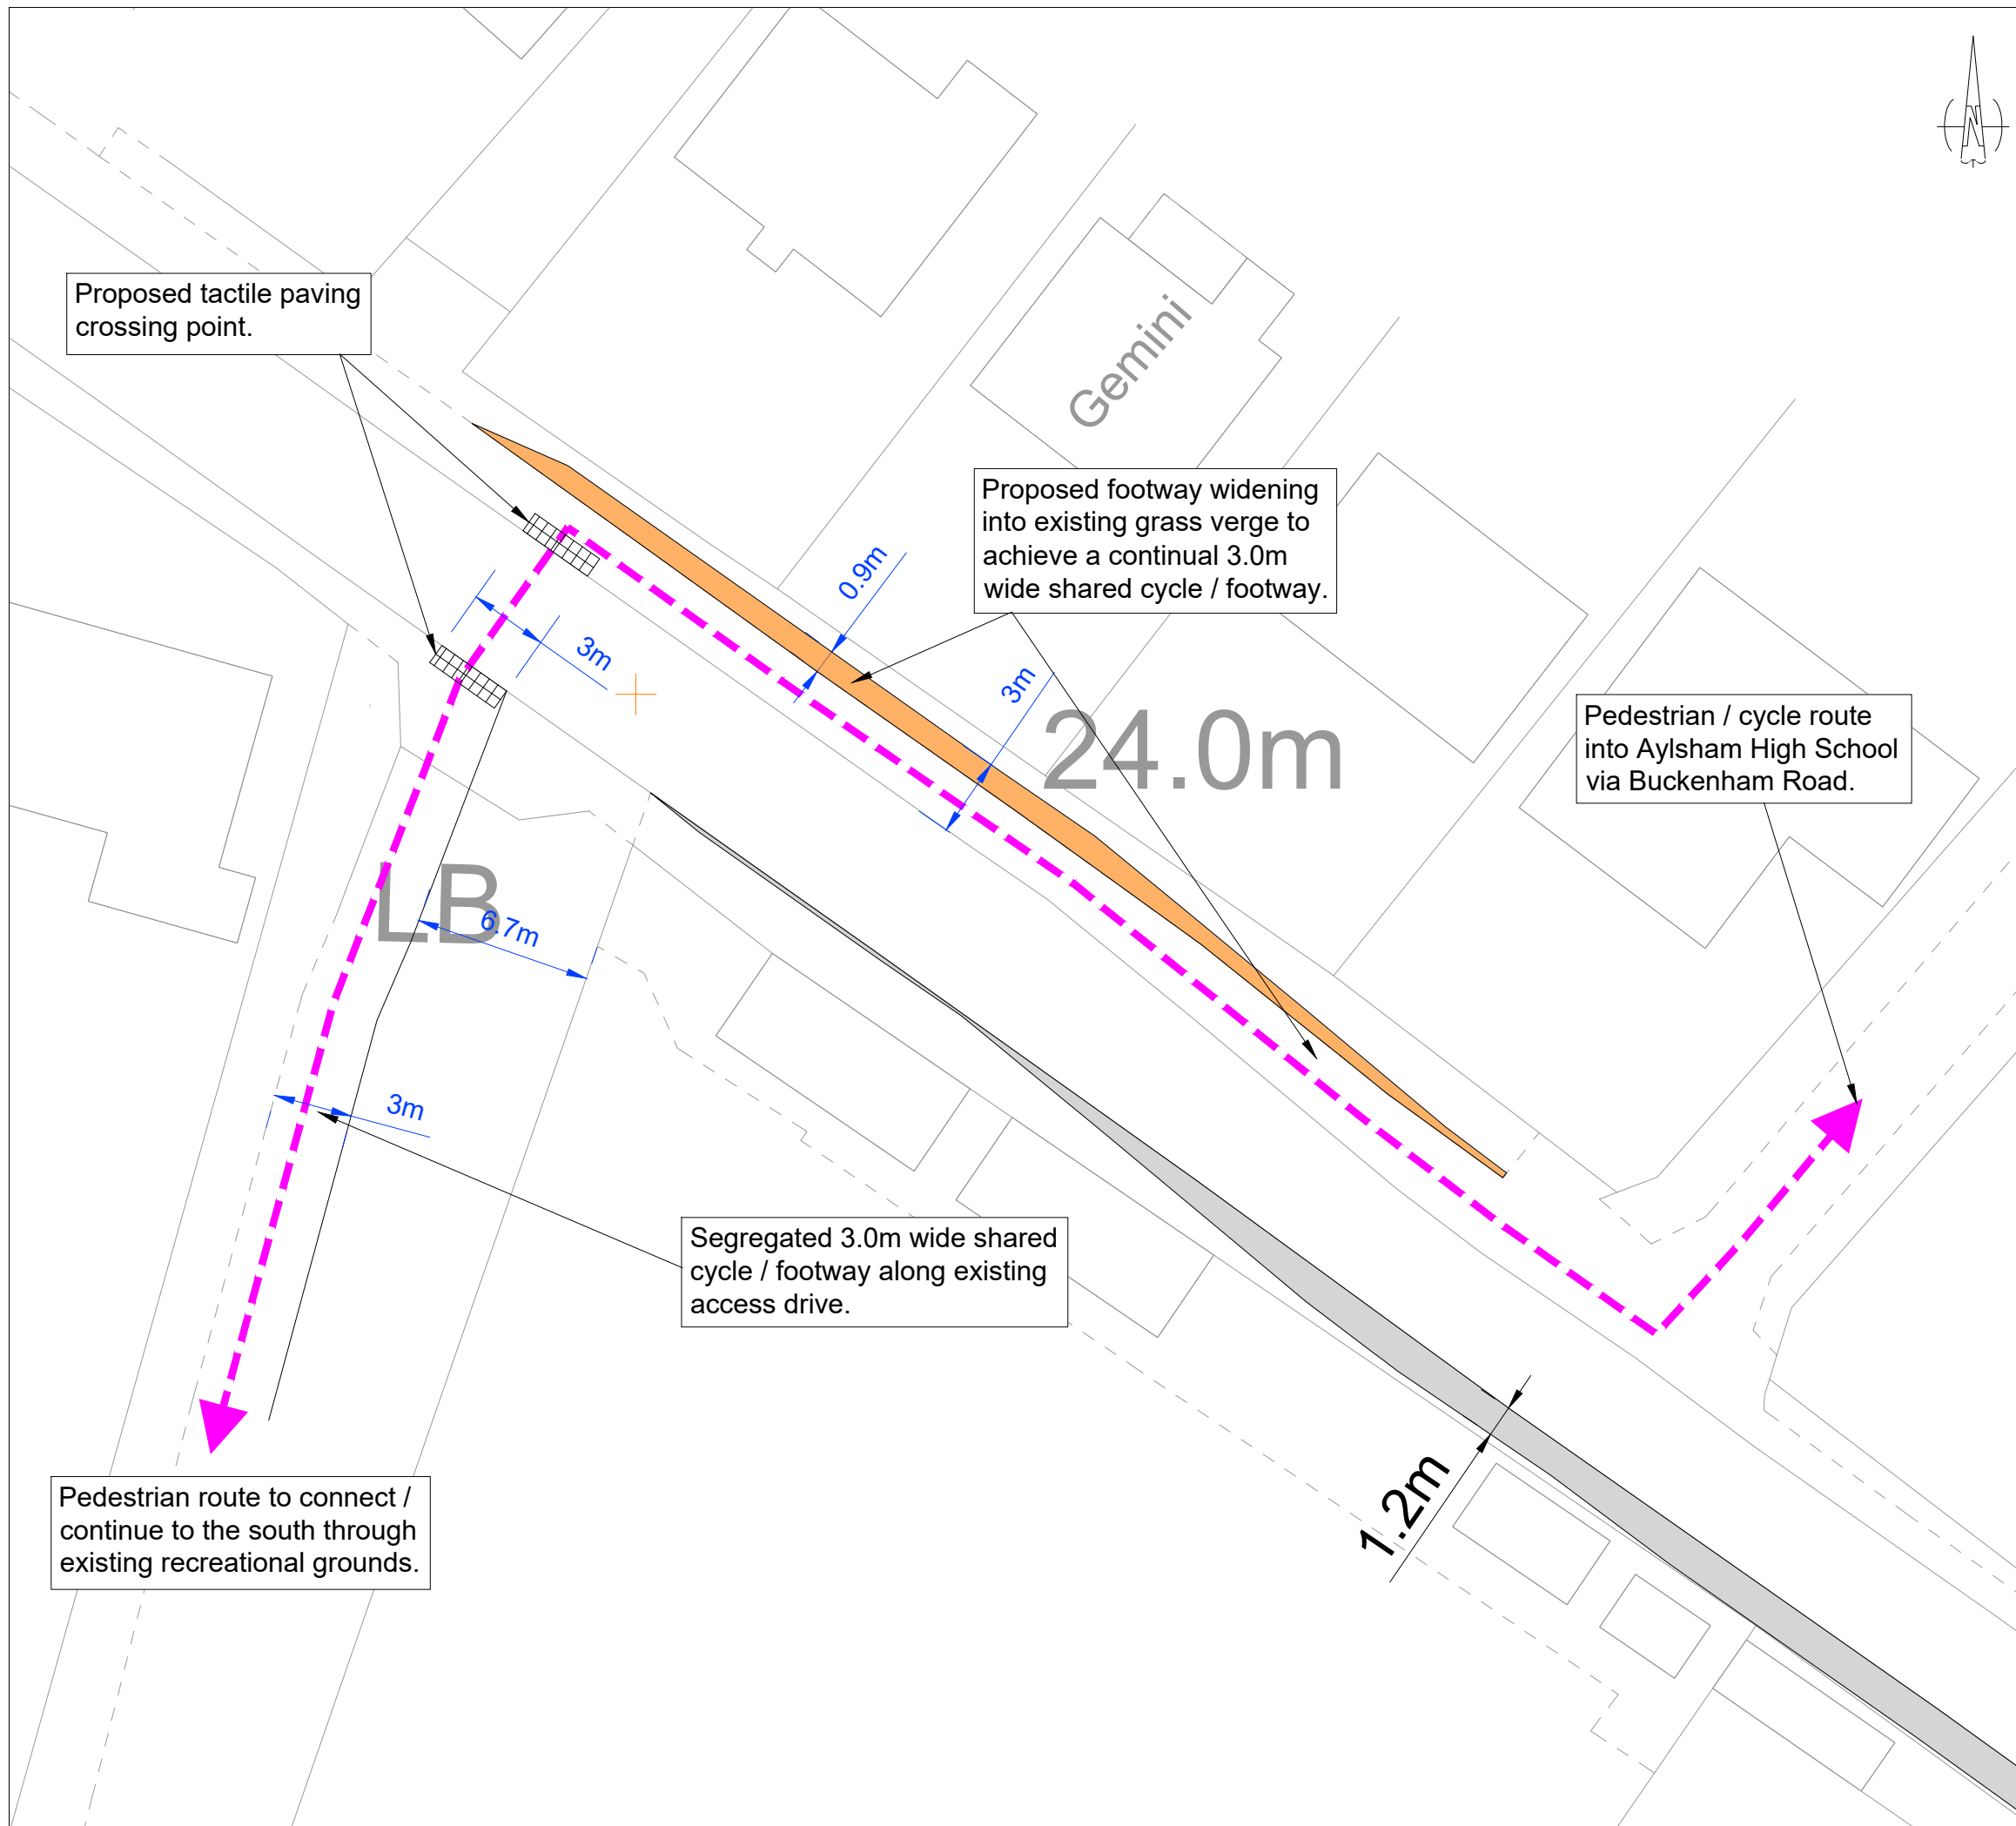 N
Proposed tactile paving
crossing point.
Gemini
Proposed footway widening
into existing grass verge to
achieve a continual 3.0m
wide shared cycle / footway.
0.9m
3m
3m
24.0m
Pedestrian / cycle route
into Aylsham High School
via Buckenham Road.
LB
6.7m
3m
Segregated 3.0m wide shared
cycle / footway along existing
access drive.
1.2m
Pedestrian route to connect /
continue to the south through
existing recreational grounds.